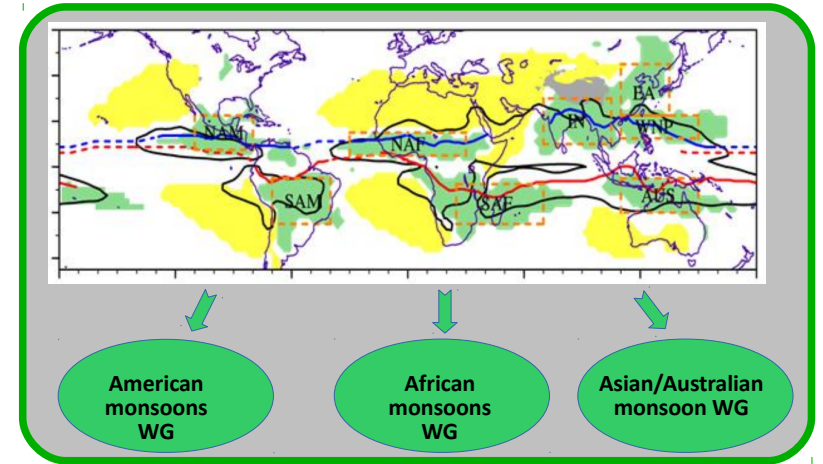 EA
NAM
NAF
IN
WNP
SAM
SAF
AUS
American
monsoons
WG
African
monsoons
WG
Asian/Australian
monsoon WG